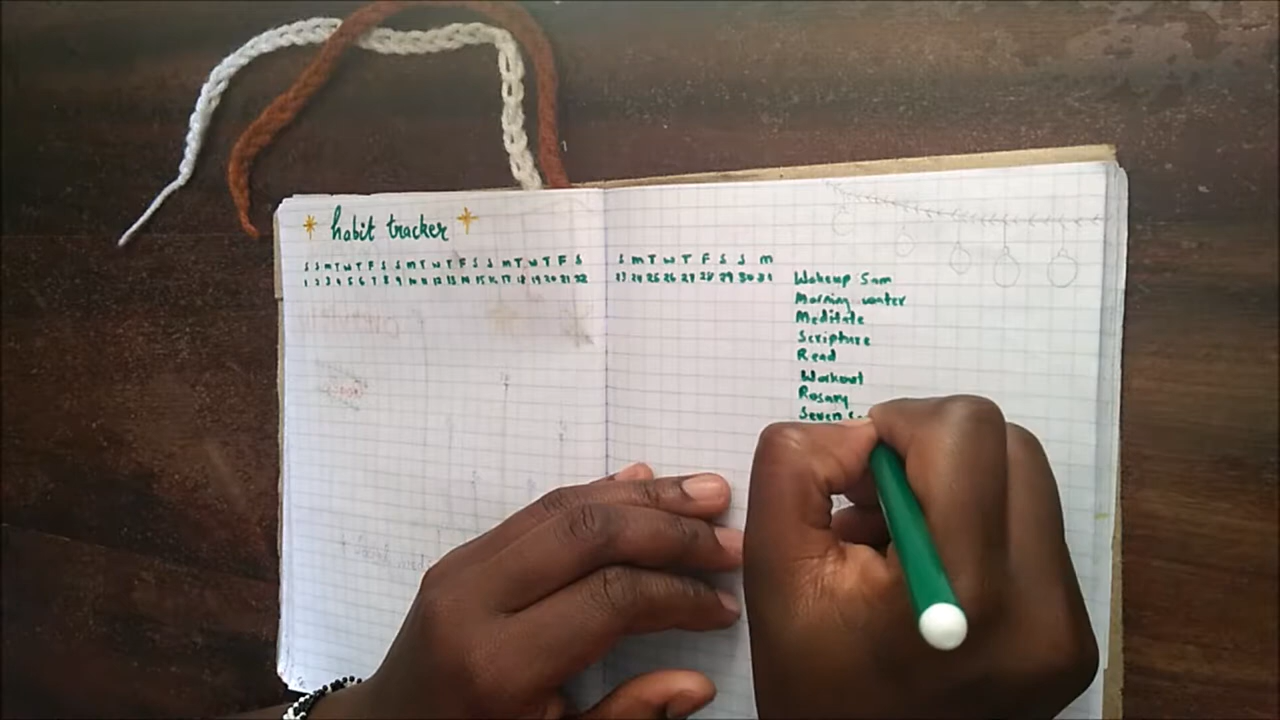 habit tracker
S S M T W T F S S M T W T F S S M T W T F S
1 2 3 4 5 6 7 8 9 10 11 12 13 14 15 16 17 18 19 20 21 22
S M T W T F S S M
23 24 25 26 27 28 29 30 31
Wakeup 5am
Morning water
Meditate
Scripture
Read
Workout
Rosary
Seven